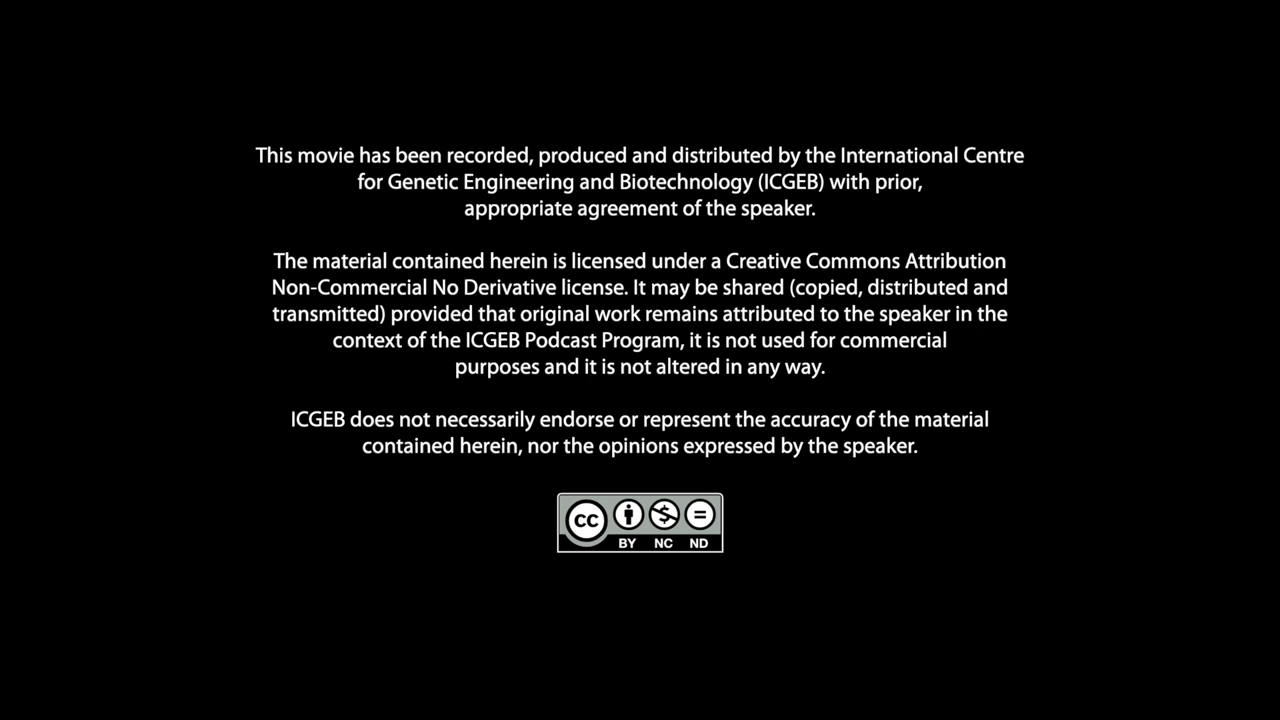 This movie has been recorded, produced and distributed by the International Centre
for Genetic Engineering and Biotechnology (ICGEB) with prior,
appropriate agreement of the speaker.
The material contained herein is licensed under a Creative Commons Attribution
Non-Commercial No Derivative license. It may be shared (copied, distributed and
transmitted) provided that original work remains attributed to the speaker in the
context of the ICGEB Podcast Program, it is not used for commercial
purposes and it is not altered in any way.
ICGEB does not necessarily endorse or represent the accuracy of the material
contained herein, nor the opinions expressed by the speaker.
CC
BY NC ND